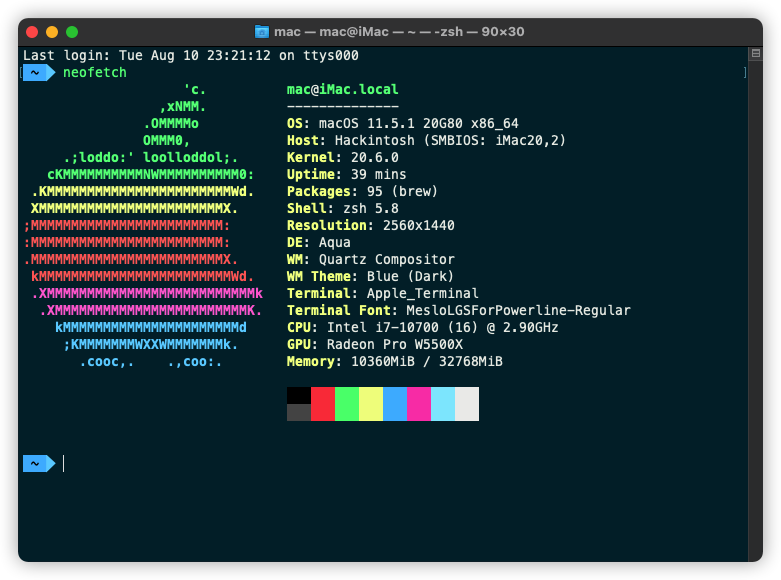 mac — mac@iMac — ~ — -zsh — 90×30
Last login: Tue Aug 10 23:21:12 on ttys000
[ ~ neofetch ]
'c. mac@iMac.local
,xNMM. --------------
.OMMMMo OS: macOS 11.5.1 20G80 x86_64
OMMM0, Host: Hackintosh (SMBIOS: iMac20,2)
.;loddo:' loolloddol;. Kernel: 20.6.0
cKMMMMMMMMMMNWMMMMMMMMMM0: Uptime: 39 mins
.KMMMMMMMMMMMMMMMMMMMMMMMWd. Packages: 95 (brew)
XMMMMMMMMMMMMMMMMMMMMMMMX. Shell: zsh 5.8
;MMMMMMMMMMMMMMMMMMMMMMMM: Resolution: 2560x1440
:MMMMMMMMMMMMMMMMMMMMMMMM: DE: Aqua
.MMMMMMMMMMMMMMMMMMMMMMMMX. WM: Quartz Compositor
kMMMMMMMMMMMMMMMMMMMMMMMMWd. WM Theme: Blue (Dark)
.XMMMMMMMMMMMMMMMMMMMMMMMMMMk Terminal: Apple_Terminal
.XMMMMMMMMMMMMMMMMMMMMMMMMK. Terminal Font: MesloLGSForPowerline-Regular
kMMMMMMMMMMMMMMMMMMMMMMd CPU: Intel i7-10700 (16) @ 2.90GHz
;KMMMMMMMWXXWMMMMMMMk. GPU: Radeon Pro W5500X
.cooc,. .,coo:. Memory: 10360MiB / 32768MiB
~